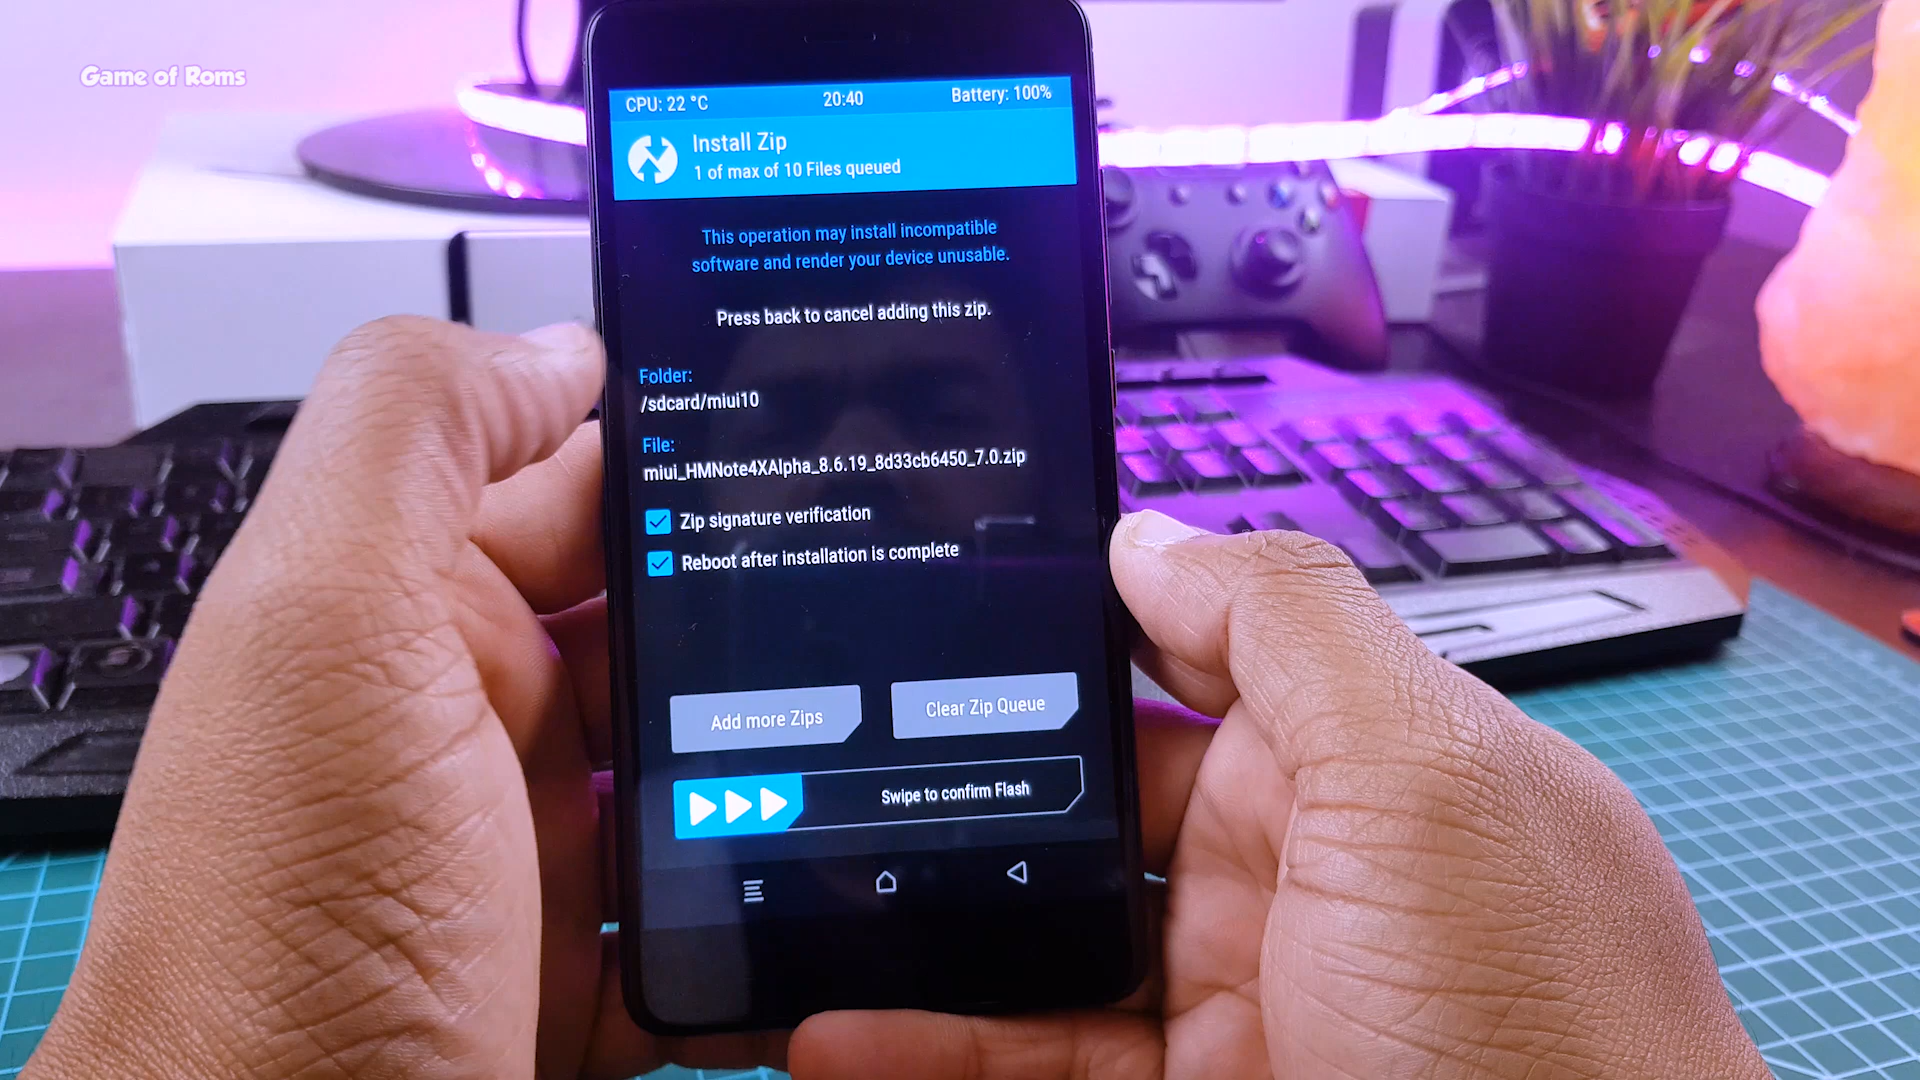 Game of Roms
CPU: 22 °C 20:40 Battery: 100%
Install Zip
1 of max of 10 Files queued
This operation may install incompatible
software and render your device unusable.
Press back to cancel adding this zip.
Folder:
/sdcard/miui10
File:
miui_HMNote4XAlpha_8.6.19_8d33cb6450_7.0.zip
Zip signature verification
Reboot after installation is complete
Add more Zips
Clear Zip Queue
Swipe to confirm Flash